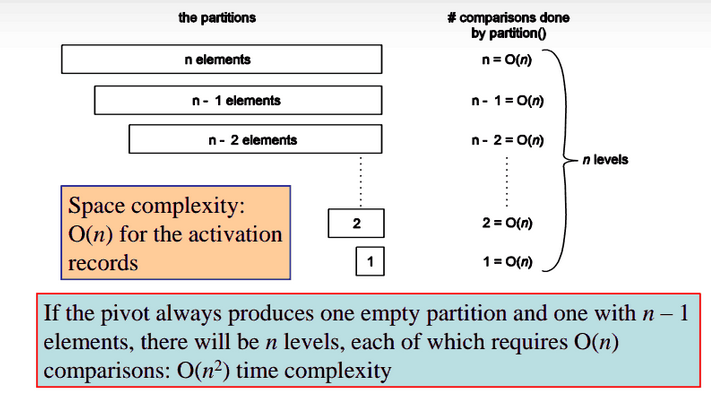 the partitions
# comparisons done
by partition()
n elements
n = O(n)
n - 1 elements
n - 1 = O(n)
n - 2 elements
n - 2 = O(n)
n levels
Space complexity:
O(n) for the activation
records
2
2 = O(n)
1
1 = O(n)
If the pivot always produces one empty partition and one with n – 1
elements, there will be n levels, each of which requires O(n)
comparisons: O(n²) time complexity